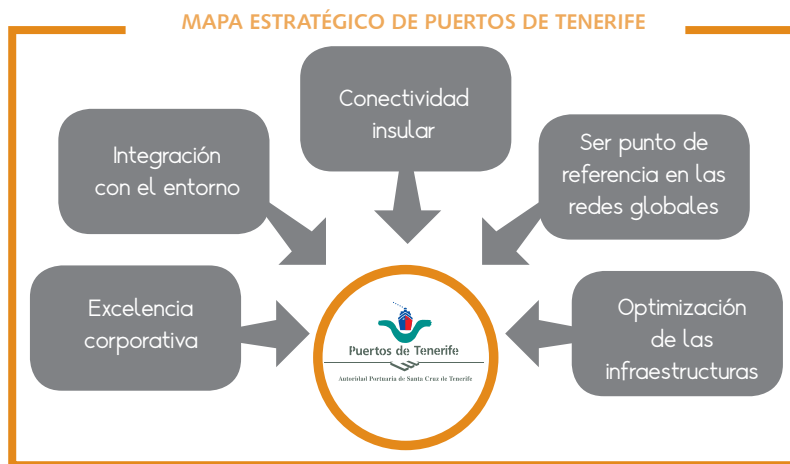 MAPA ESTRATÉGICO DE PUERTOS DE TENERIFE
Conectividad
insular
Integración
con el entorno
Ser punto de
referencia en las
redes globales
Excelencia
corporativa
Optimización
de las
infraestructuras
Puertos de Tenerife
Autoridad Portuaria de Santa Cruz de Tenerife